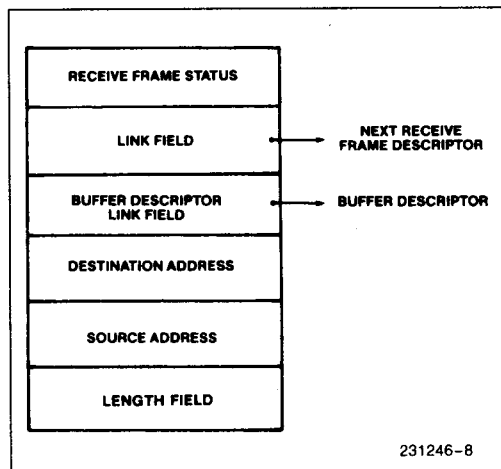 RECEIVE FRAME STATUS
LINK FIELD
NEXT RECEIVE
FRAME DESCRIPTOR
BUFFER DESCRIPTOR
LINK FIELD
BUFFER DESCRIPTOR
DESTINATION ADDRESS
SOURCE ADDRESS
LENGTH FIELD
231246-8